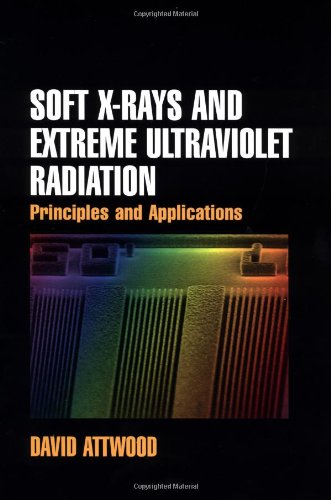 SOFT X-RAYS AND
EXTREME ULTRAVIOLET
RADIATION
Principles and Applications
DAVID ATTWOOD